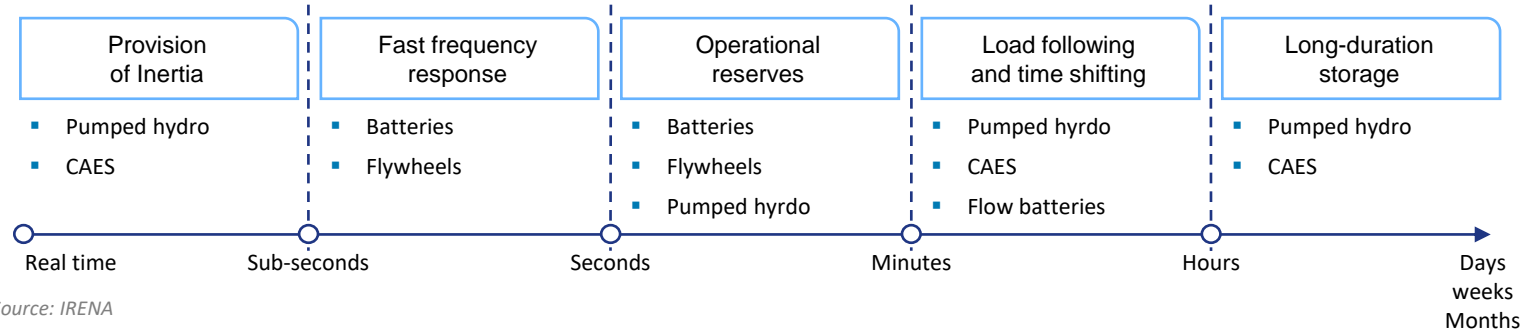 Provision
of Inertia
Fast frequency
response
Operational
reserves
Load following
and time shifting
Long-duration
storage
Pumped hydro
CAES
Batteries
Flywheels
Batteries
Flywheels
Pumped hyrdo
Pumped hyrdo
CAES
Flow batteries
Pumped hydro
CAES
Real time
Sub-seconds
Seconds
Minutes
Hours
Days
weeks
Months
ource: IRENA